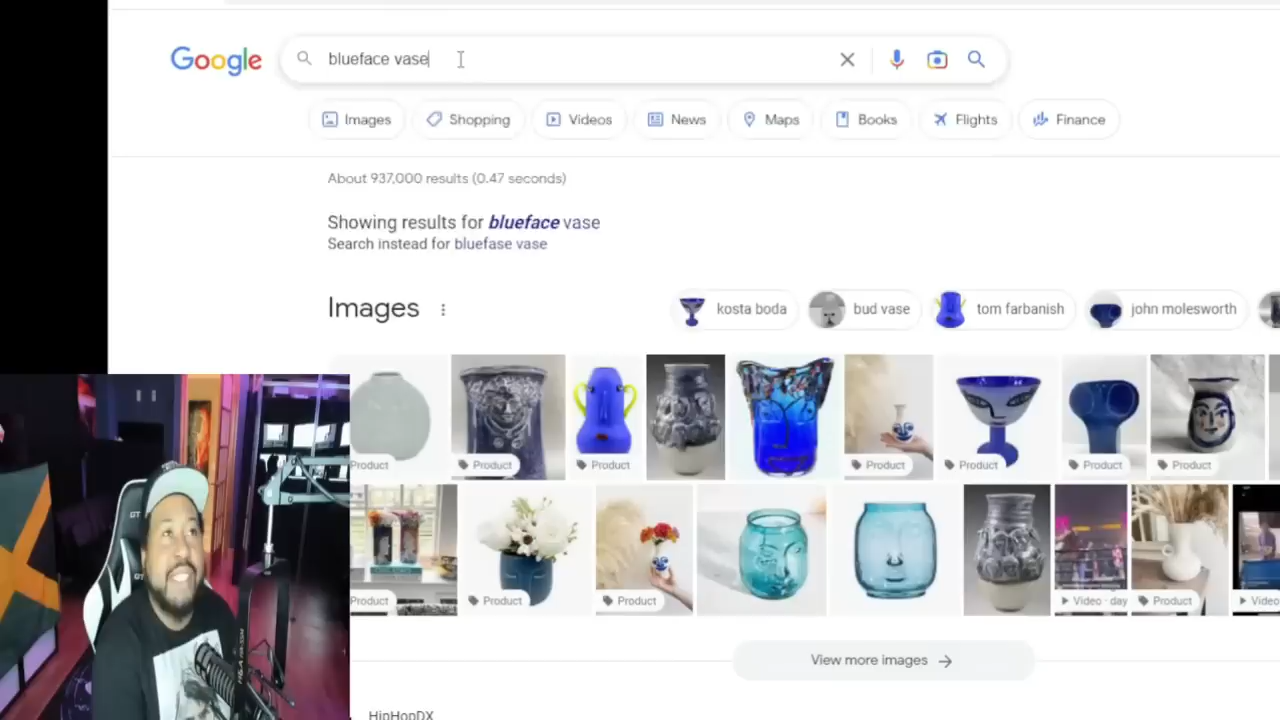 Google
blueface vase
Images
Shopping
Videos
News
Maps
Books
Flights
Finance
About 937,000 results (0.47 seconds)
Showing results for blueface vase
Search instead for bluefase vase
Images
kosta boda
bud vase
tom farbanish
john molesworth
Product
Product
Product
Product
Product
Product
Product
Product
Product
Product
Video · day
Product
Video
GT
GT
View more images
HipHopDX